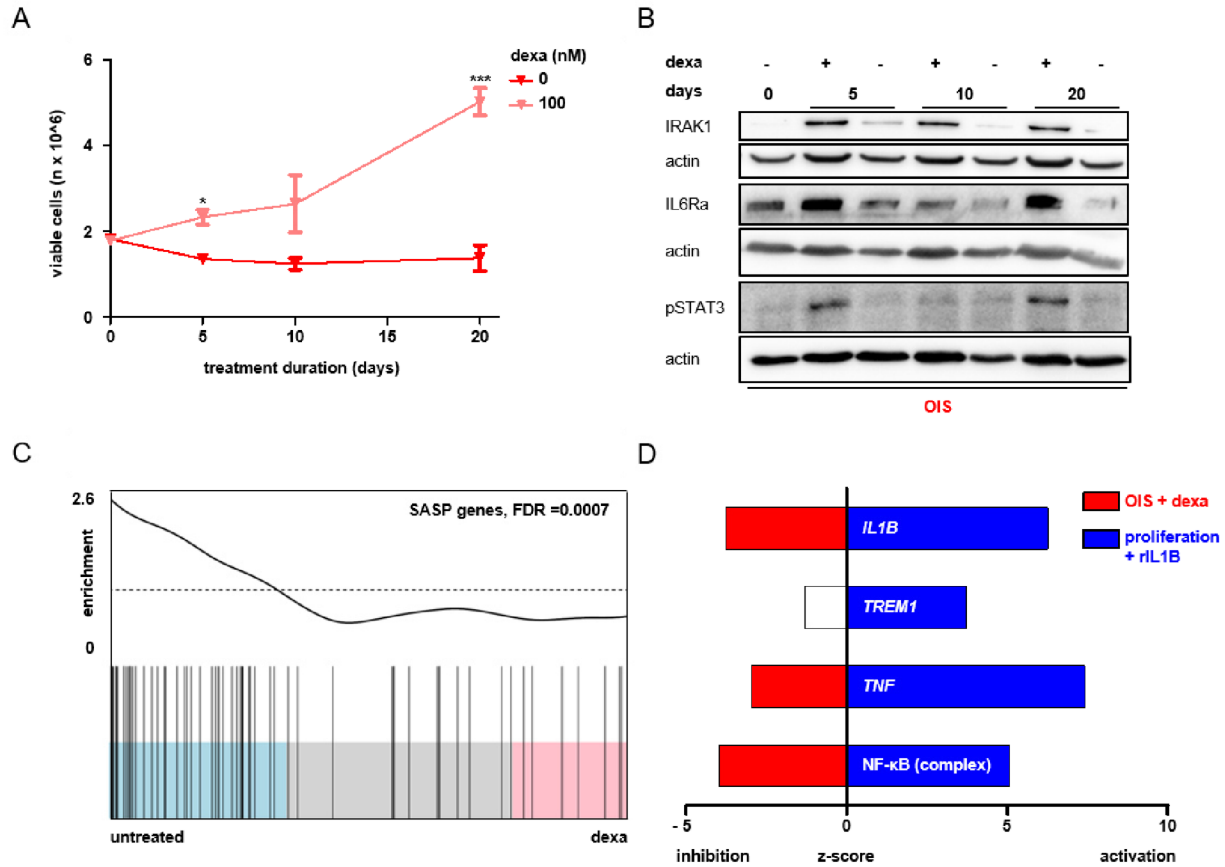 A
6
4
2
0
viable cells (n x 10^6)
0 5 10 15 20
treatment duration (days)
*
***
dexa (nM)
0
100
B
dexa - + - + - + -
days 0 5 10 20
IRAK1
actin
IL6Ra
actin
pSTAT3
actin
OIS
C
2.6
enrichment
0
SASP genes, FDR =0.0007
untreated dexa
D
OIS + dexa
proliferation
+ rIL1B
IL1B
TREM1
TNF
NF-κB (complex)
- 5 0 5 10
inhibition z-score activation